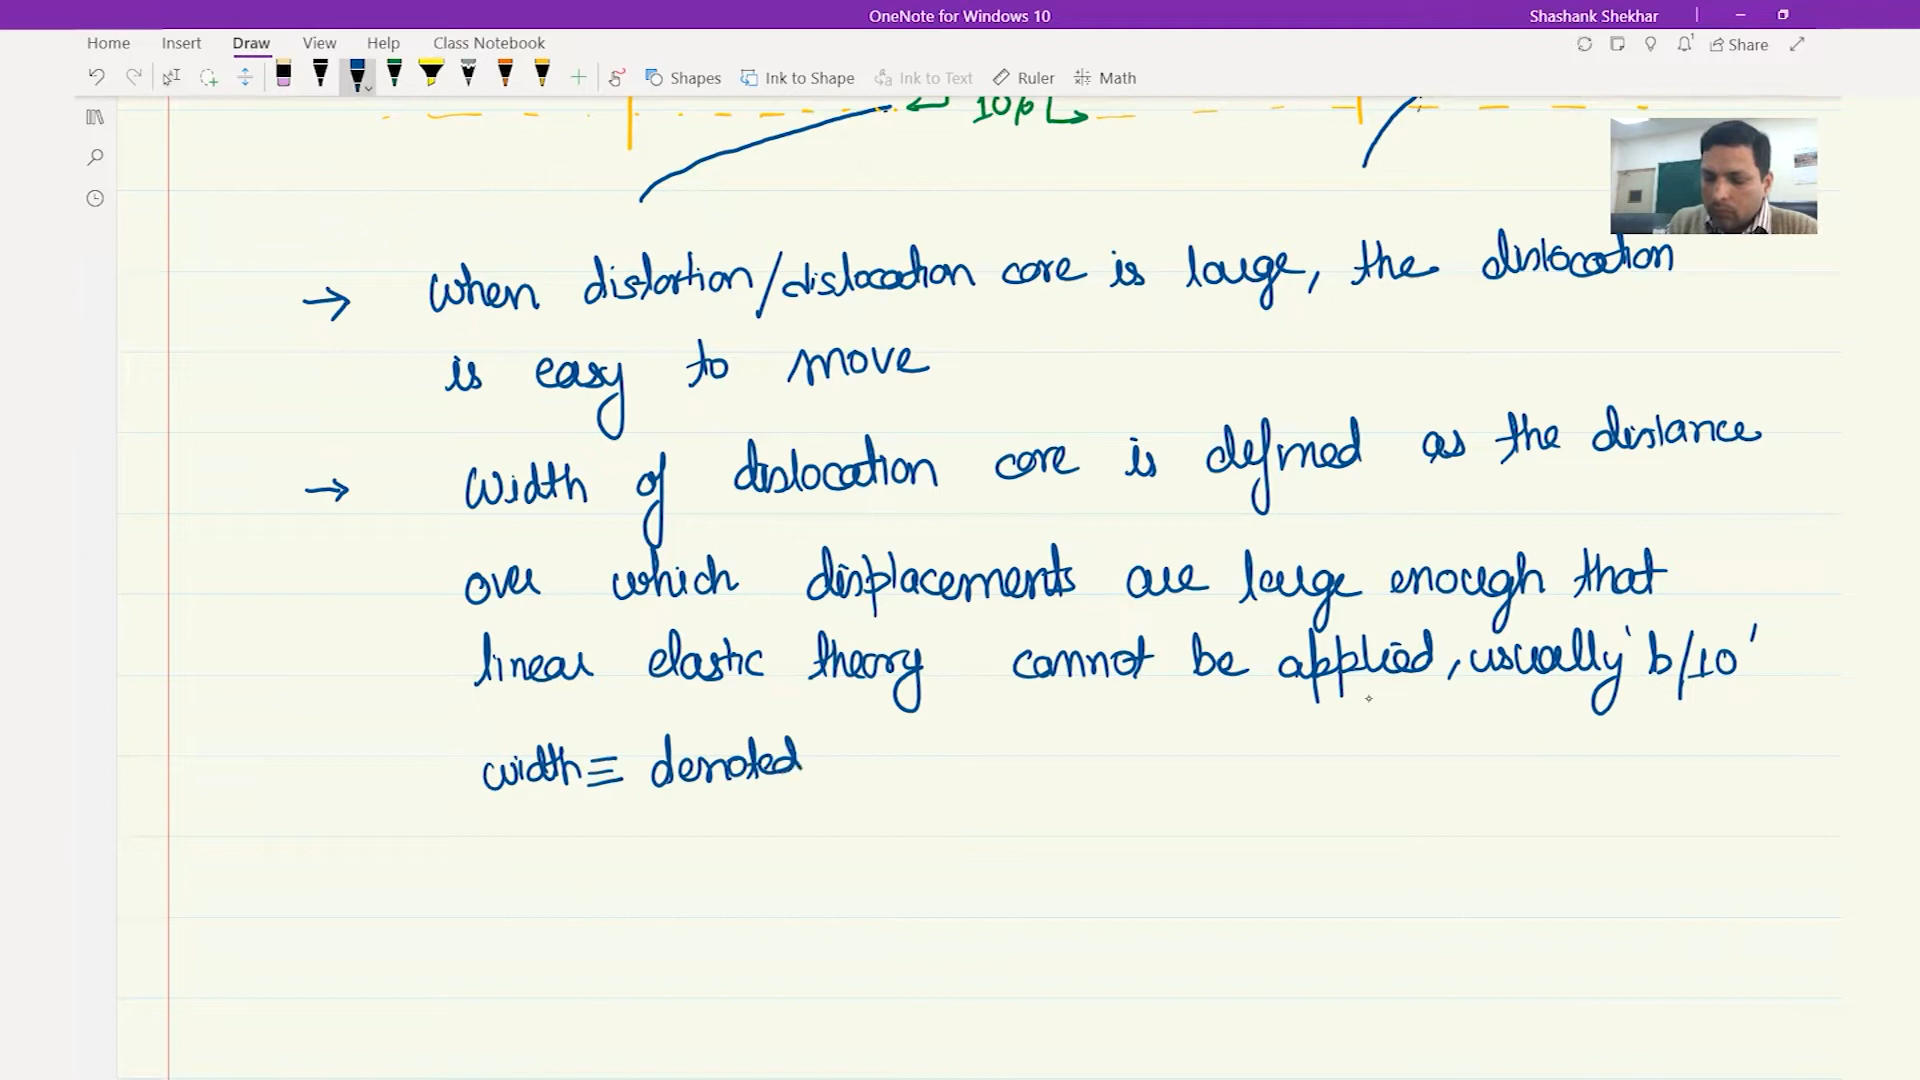 OneNote for Windows 10
Shashank Shekhar
Home Insert Draw View Help Class Notebook
Share
Shapes Ink to Shape Ink to Text Ruler Math
When distortion/dislocation core is large, the dislocation
is easy to move
Width of dislocation core is defined as the distance
over which displacements are large enough that
linear elastic theory cannot be applied, usually 'b/10'
width ≡ denoted